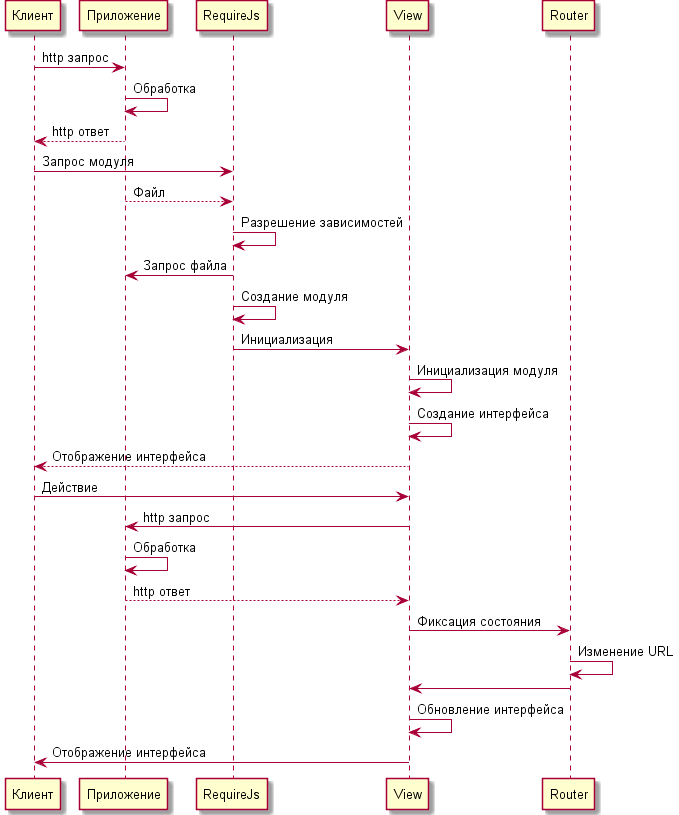 Клиент
Приложение
RequireJs
View
Router
http запрос
Обработка
http ответ
Запрос модуля
Файл
Разрешение зависимостей
Запрос файла
Создание модуля
Инициализация
Инициализация модуля
Создание интерфейса
Отображение интерфейса
Действие
http запрос
Обработка
http ответ
Фиксация состояния
Изменение URL
Обновление интерфейса
Отображение интерфейса
Клиент
Приложение
RequireJs
View
Router